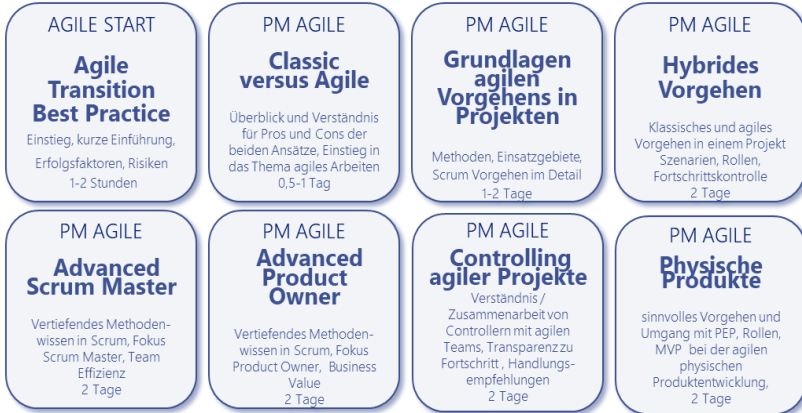 AGILE START
Agile
Transition
Best Practice
Einstieg, kurze Einführung,
Erfolgsfaktoren, Risiken
1-2 Stunden
PM AGILE
Classic
versus Agile
Überblick und Verständnis
für Pros und Cons der
beiden Ansätze, Einstieg in
das Thema agiles Arbeiten
0,5-1 Tag
PM AGILE
Grundlagen
agilen
Vorgehens in
Projekten
Methoden, Einsatzgebiete,
Scrum Vorgehen im Detail
1-2 Tage
PM AGILE
Hybrides
Vorgehen
Klassisches und agiles
Vorgehen in einem Projekt
Szenarien, Rollen,
Fortschrittskontrolle
2 Tage
PM AGILE
Advanced
Scrum Master
Vertiefendes Methoden-
wissen in Scrum, Fokus
Scrum Master, Team
Effizienz
2 Tage
PM AGILE
Advanced
Product
Owner
Vertiefendes Methoden-
wissen in Scrum, Fokus
Product Owner, Business
Value
2 Tage
PM AGILE
Controlling
agiler Projekte
Verständnis /
Zusammenarbeit von
Controllern mit agilen
Teams, Transparenz zu
Fortschritt , Handlungs-
empfehlungen
2 Tage
PM AGILE
Physische
Produkte
sinnvolles Vorgehen und
Umgang mit PEP, Rollen,
MVP bei der agilen
physischen
Produktentwicklung,
2 Tage